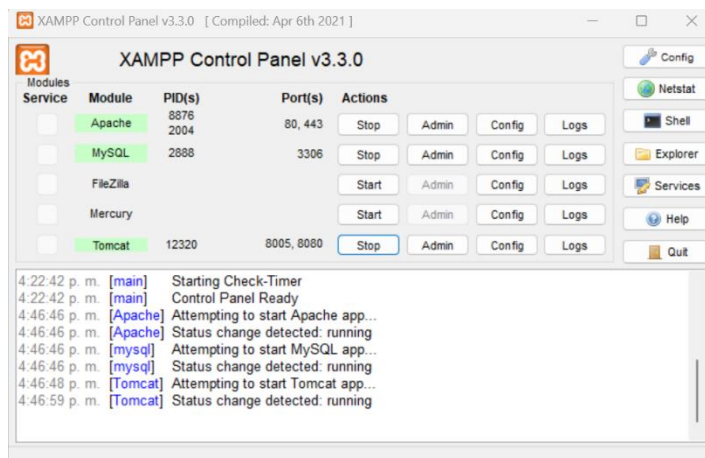 XAMPP Control Panel v3.3.0 [ Compiled: Apr 6th 2021 ]
XAMPP Control Panel v3.3.0
Config
Modules
Service Module PID(s) Port(s) Actions
Netstat
Apache 8876 2004 80, 443 Stop Admin Config Logs
Shell
MySQL 2888 3306 Stop Admin Config Logs
Explorer
FileZilla Start Admin Config Logs
Services
Mercury Start Admin Config Logs
Help
Tomcat 12320 8005, 8080 Stop Admin Config Logs
Quit
4:22:42 p. m. [main] Starting Check-Timer
4:22:42 p. m. [main] Control Panel Ready
4:46:46 p. m. [Apache] Attempting to start Apache app...
4:46:46 p. m. [Apache] Status change detected: running
4:46:46 p. m. [mysql] Attempting to start MySQL app...
4:46:46 p. m. [mysql] Status change detected: running
4:46:48 p. m. [Tomcat] Attempting to start Tomcat app...
4:46:59 p. m. [Tomcat] Status change detected: running